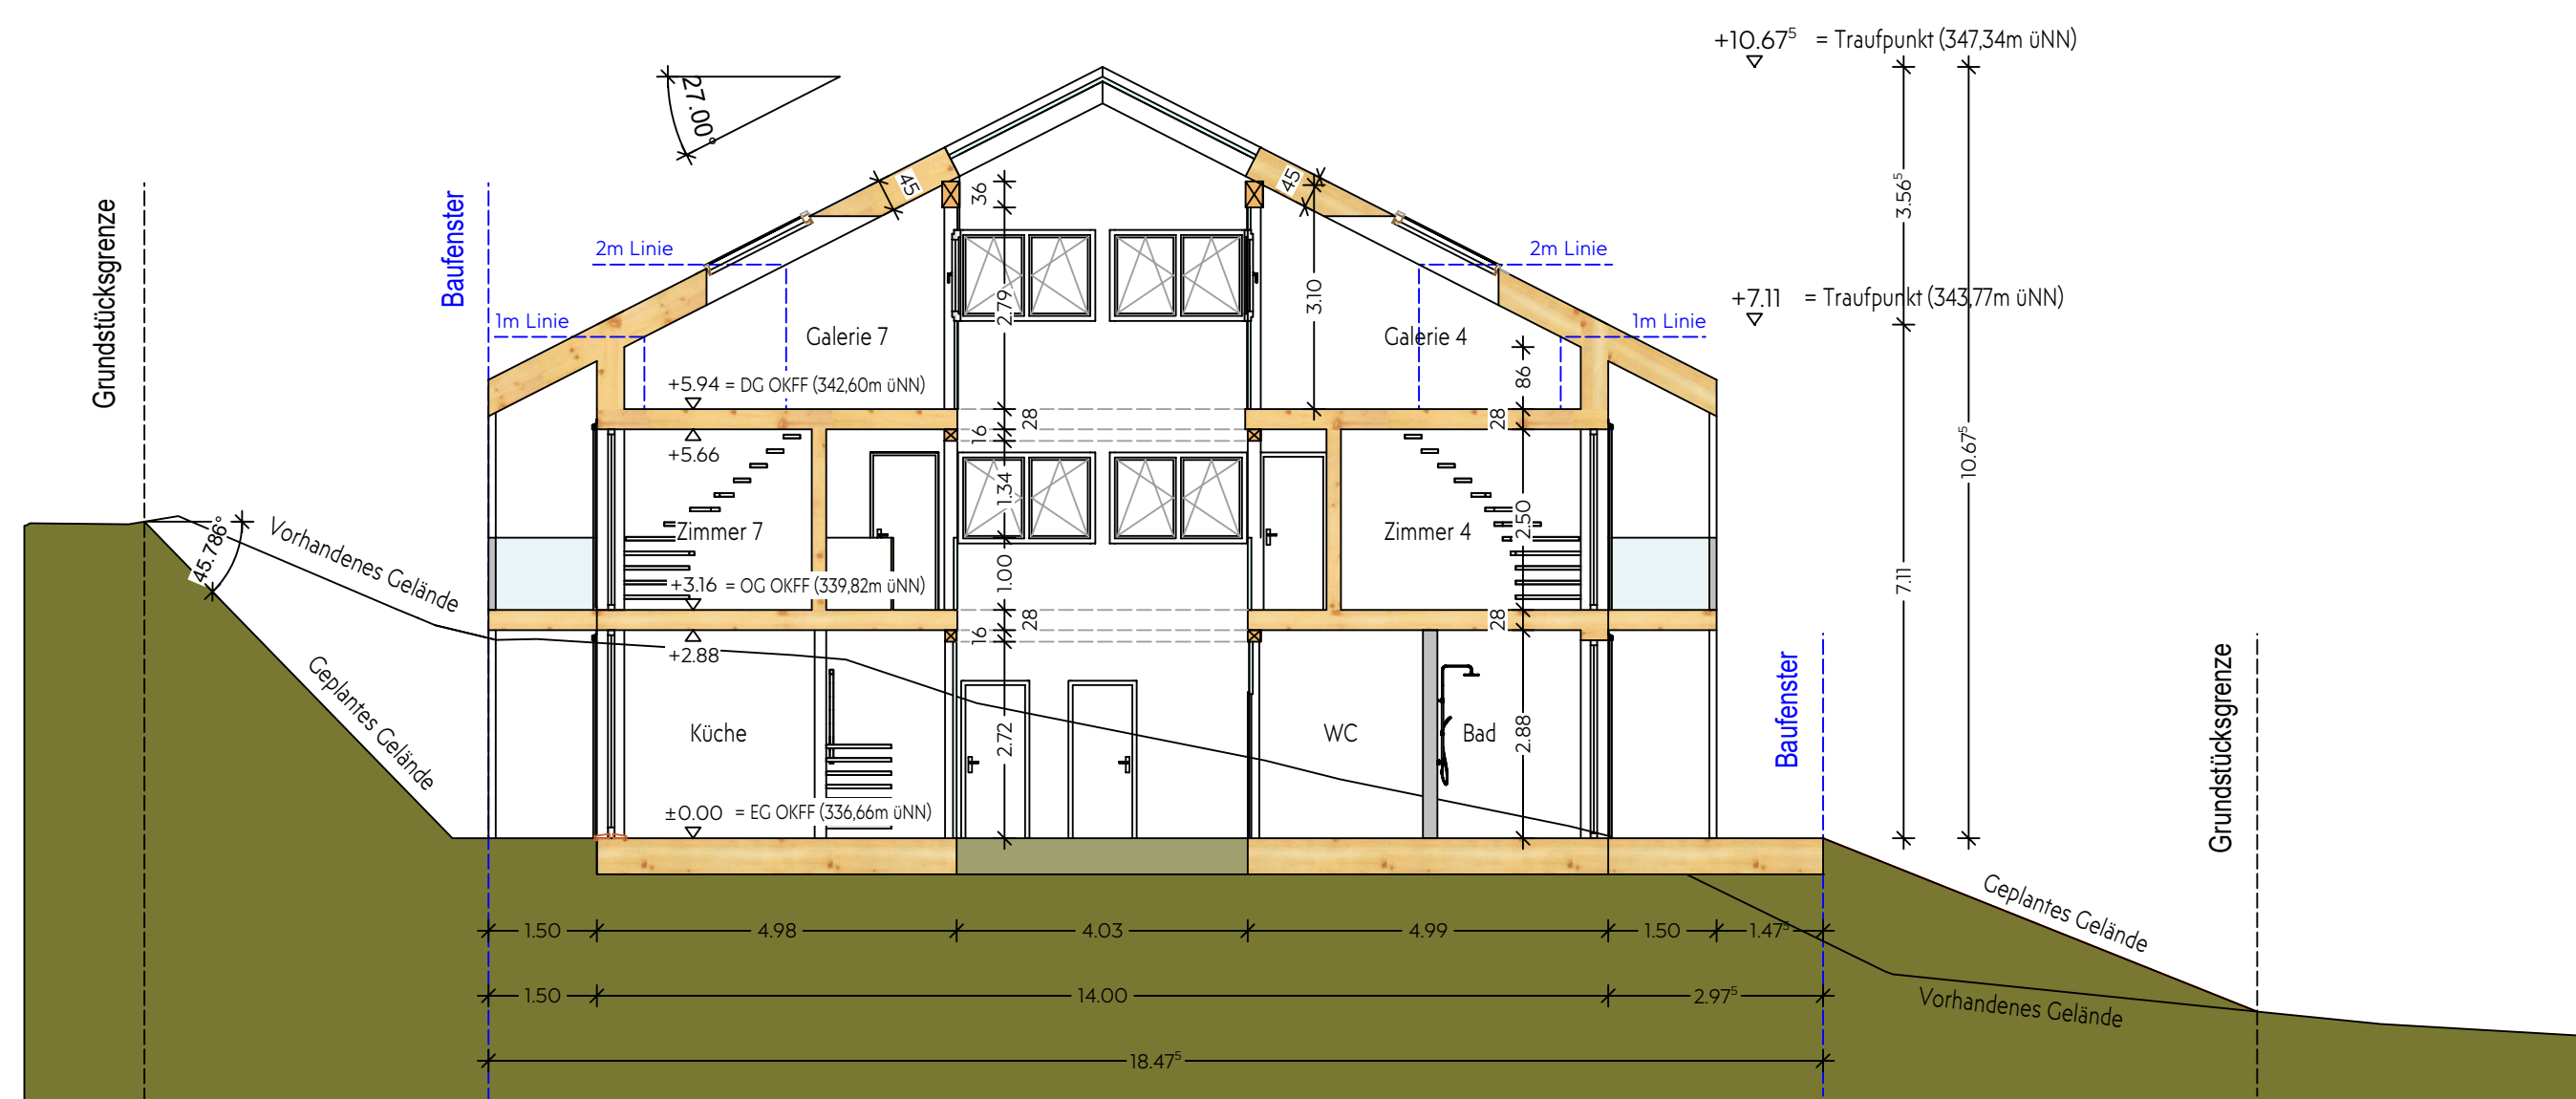 +10.67⁵ = Traufpunkt (347,34m üNN)
27.00°
Grundstücksgrenze
Baufenster
45
36
45
3.56⁵
2m Linie
2m Linie
2.79
3.10
+7.11 = Traufpunkt (343,77m üNN)
1m Linie
1m Linie
Galerie 7
Galerie 4
+5.94 = DG OKFF (342,60m üNN)
86
28
28
16
+5.66
10.67⁵
1.34
2.50
Zimmer 7
Zimmer 4
45.786°
Vorhandenes Gelände
+3.16 = OG OKFF (339,82m üNN)
1.00
7.11
28
28
16
+2.88
Geplantes Gelände
Küche
2.72
WC
Bad
2.88
Baufenster
Grundstücksgrenze
±0.00 = EG OKFF (336,66m üNN)
Geplantes Gelände
1.50
4.98
4.03
4.99
1.50
1.47⁵
1.50
14.00
2.97⁵
Vorhandenes Gelände
18.47⁵